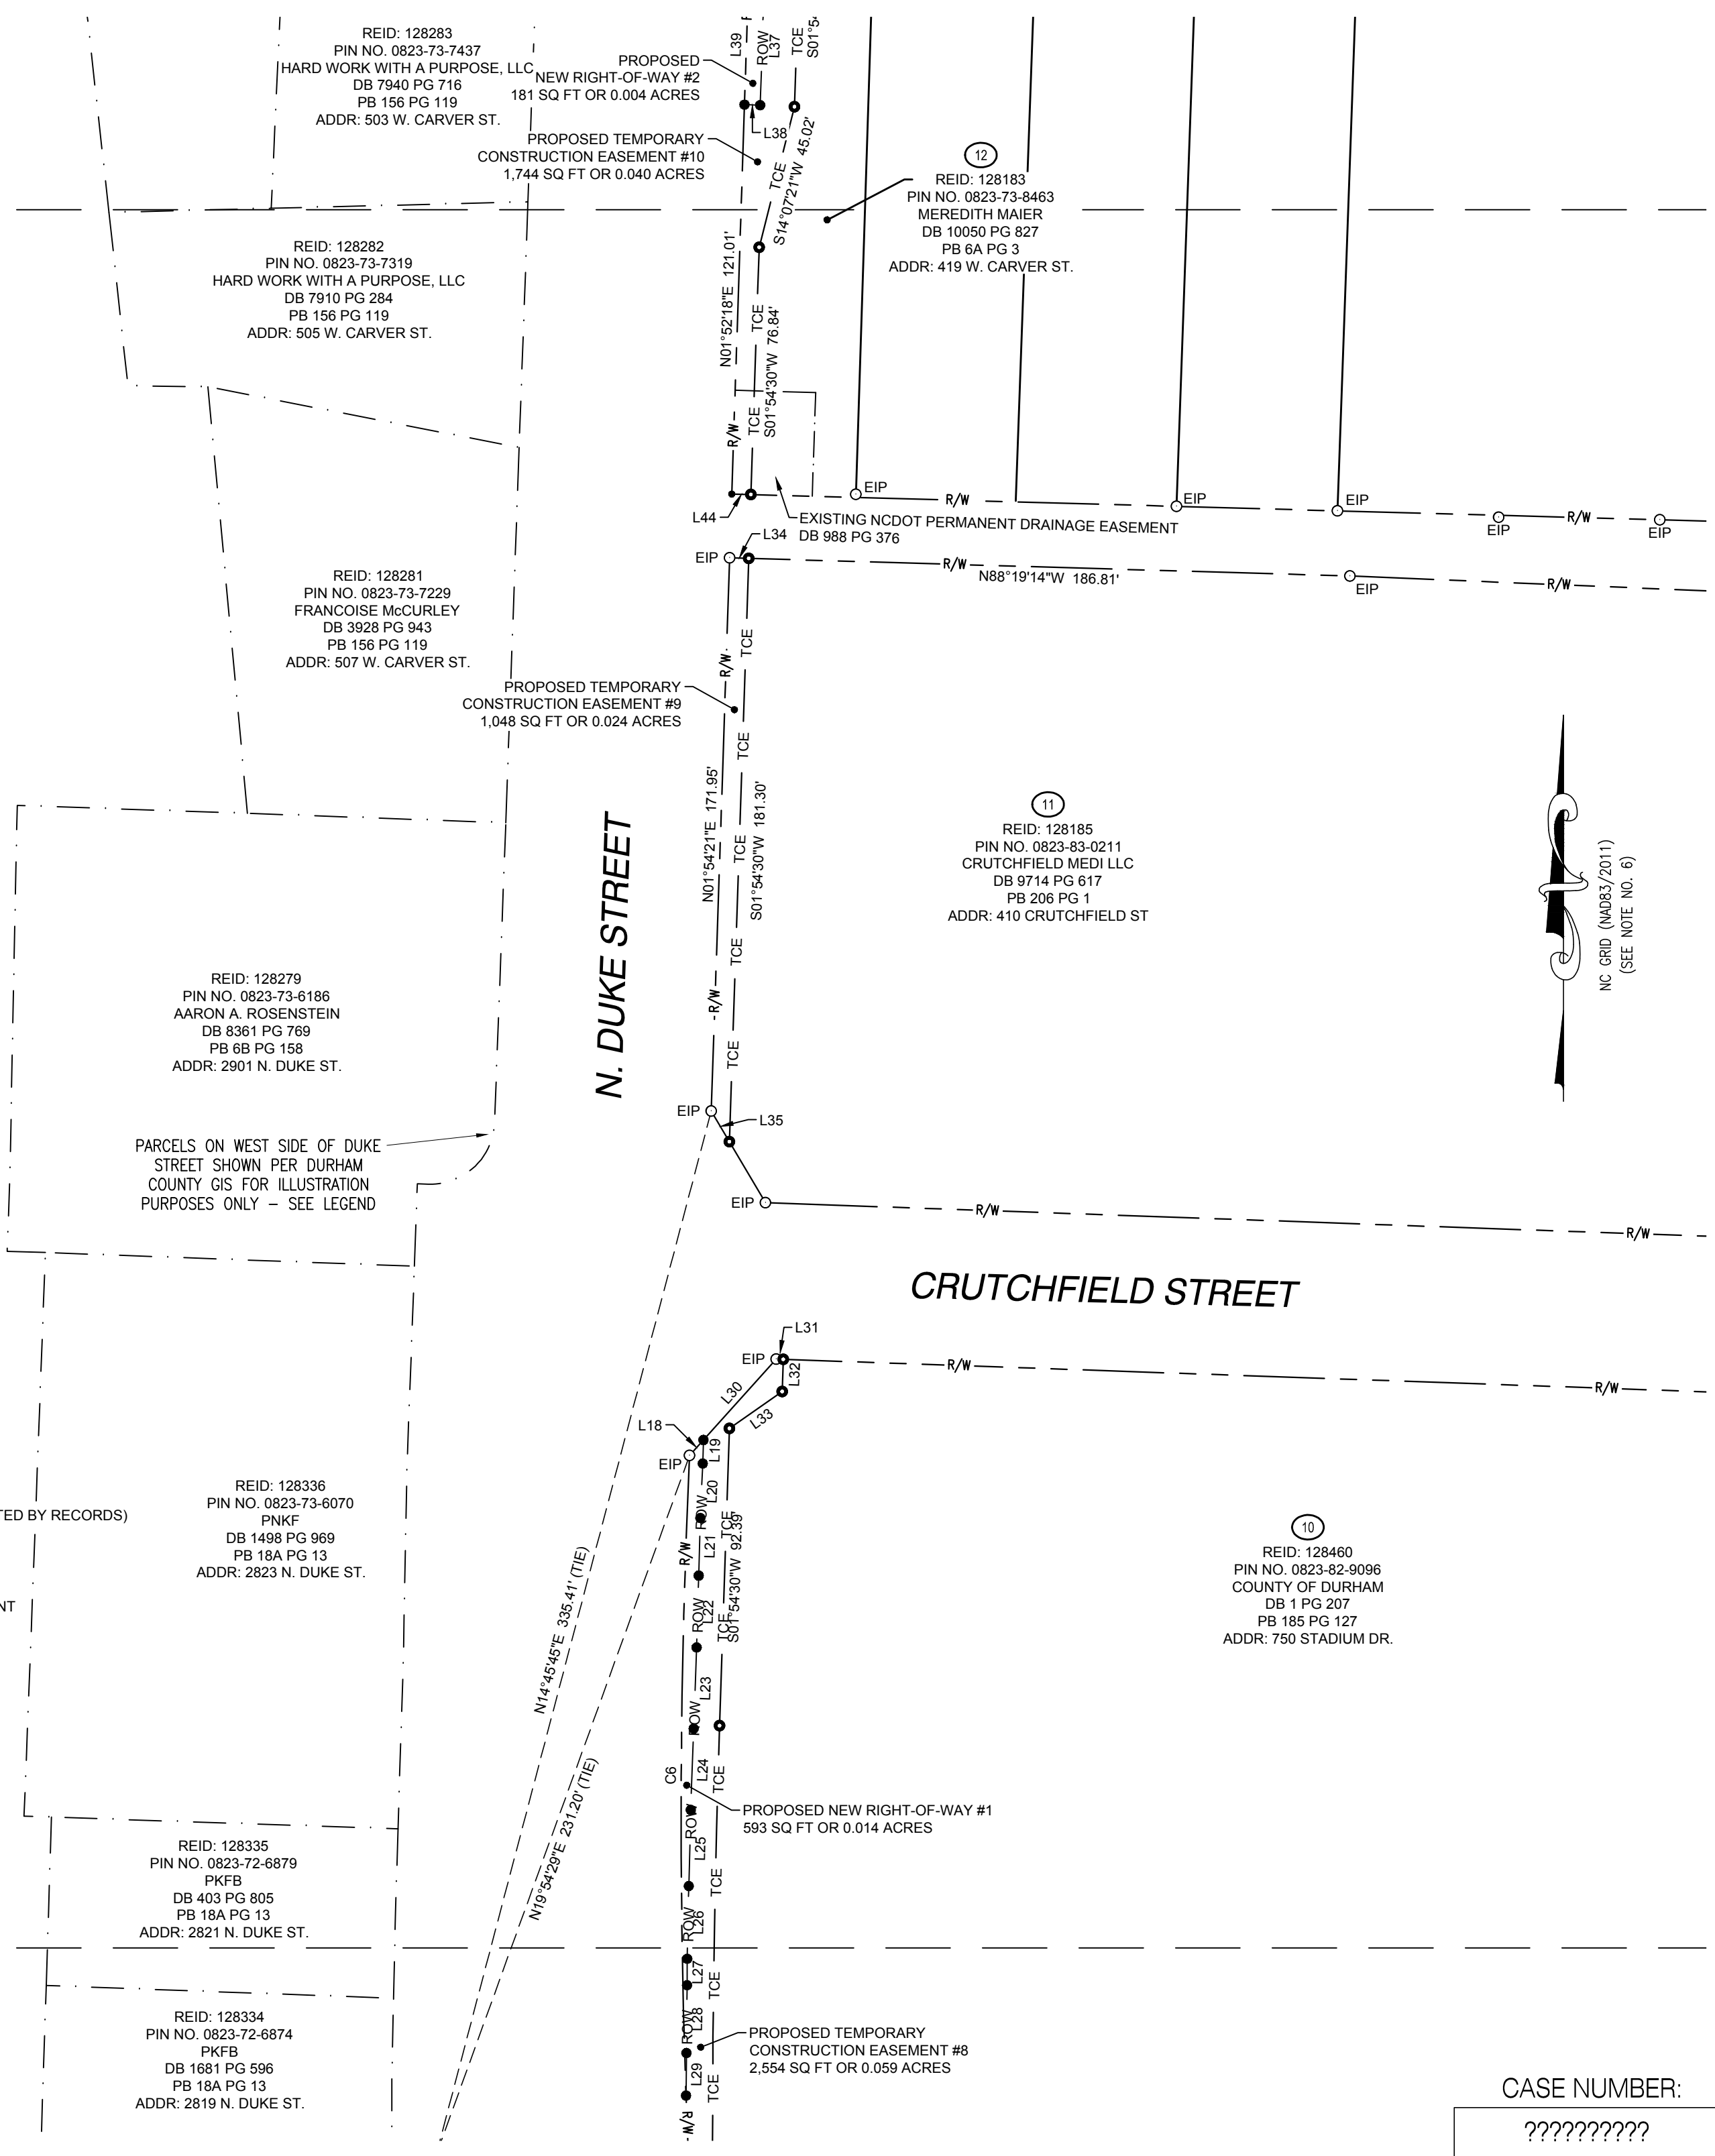 REID: 128283
PIN NO. 0823-73-7437
HARD WORK WITH A PURPOSE, LLC
DB 7940 PG 716
PB 156 PG 119
ADDR: 503 W. CARVER ST.
PROPOSED
NEW RIGHT-OF-WAY #2
181 SQ FT OR 0.004 ACRES
L39
ROW
L37
TCE
L38
PROPOSED TEMPORARY
CONSTRUCTION EASEMENT #10
1,744 SQ FT OR 0.040 ACRES
TCE
S14°07'21"W 45.02'
12
REID: 128183
PIN NO. 0823-73-8463
MEREDITH MAIER
DB 10050 PG 827
PB 6A PG 3
ADDR: 419 W. CARVER ST.
REID: 128282
PIN NO. 0823-73-7319
HARD WORK WITH A PURPOSE, LLC
DB 7910 PG 284
PB 156 PG 119
ADDR: 505 W. CARVER ST.
N01°52'18"E 121.01'
TCE
S01°54'30"W 76.84'
TCE
R/W
EIP
R/W
EIP
EIP
EIP
R/W
EIP
L44
EXISTING NCDOT PERMANENT DRAINAGE EASEMENT
DB 988 PG 376
L34
EIP
R/W
N88°19'14"W 186.81'
EIP
R/W
REID: 128281
PIN NO. 0823-73-7229
FRANCOISE McCURLEY
DB 3928 PG 943
PB 156 PG 119
ADDR: 507 W. CARVER ST.
TCE
R/W
PROPOSED TEMPORARY
CONSTRUCTION EASEMENT #9
1,048 SQ FT OR 0.024 ACRES
TCE
N01°54'21"E 171.95'
TCE
S01°54'30"W 181.30'
TCE
R/W
TCE
N. DUKE STREET
11
REID: 128185
PIN NO. 0823-83-0211
CRUTCHFIELD MEDI LLC
DB 9714 PG 617
PB 206 PG 1
ADDR: 410 CRUTCHFIELD ST
NC GRID (NAD83/2011)
(SEE NOTE NO. 6)
REID: 128279
PIN NO. 0823-73-6186
AARON A. ROSENSTEIN
DB 8361 PG 769
PB 6B PG 158
ADDR: 2901 N. DUKE ST.
EIP
L35
PARCELS ON WEST SIDE OF DUKE
STREET SHOWN PER DURHAM
COUNTY GIS FOR ILLUSTRATION
PURPOSES ONLY – SEE LEGEND
EIP
R/W
R/W
CRUTCHFIELD STREET
L31
EIP
R/W
R/W
L32
L30
L33
L18
L19
EIP
L20
ROW
TCE
L21
R/W
S01°54'30"W 92.39'
ROW
L22
TCE
L23
ROW
L24
TCE
C6
REID: 128336
PIN NO. 0823-73-6070
PNKF
DB 1498 PG 969
PB 18A PG 13
ADDR: 2823 N. DUKE ST.
TED BY RECORDS)
NT
N14°45'45"E 335.41' (TIE)
N19°54'29"E 231.20' (TIE)
10
REID: 128460
PIN NO. 0823-82-9096
COUNTY OF DURHAM
DB 1 PG 207
PB 185 PG 127
ADDR: 750 STADIUM DR.
PROPOSED NEW RIGHT-OF-WAY #1
593 SQ FT OR 0.014 ACRES
ROW
L25
TCE
REID: 128335
PIN NO. 0823-72-6879
PKFB
DB 403 PG 805
PB 18A PG 13
ADDR: 2821 N. DUKE ST.
ROW
L26
L27
TCE
ROW
L28
L29
TCE
R/W
REID: 128334
PIN NO. 0823-72-6874
PKFB
DB 1681 PG 596
PB 18A PG 13
ADDR: 2819 N. DUKE ST.
PROPOSED TEMPORARY
CONSTRUCTION EASEMENT #8
2,554 SQ FT OR 0.059 ACRES
CASE NUMBER:
??????????